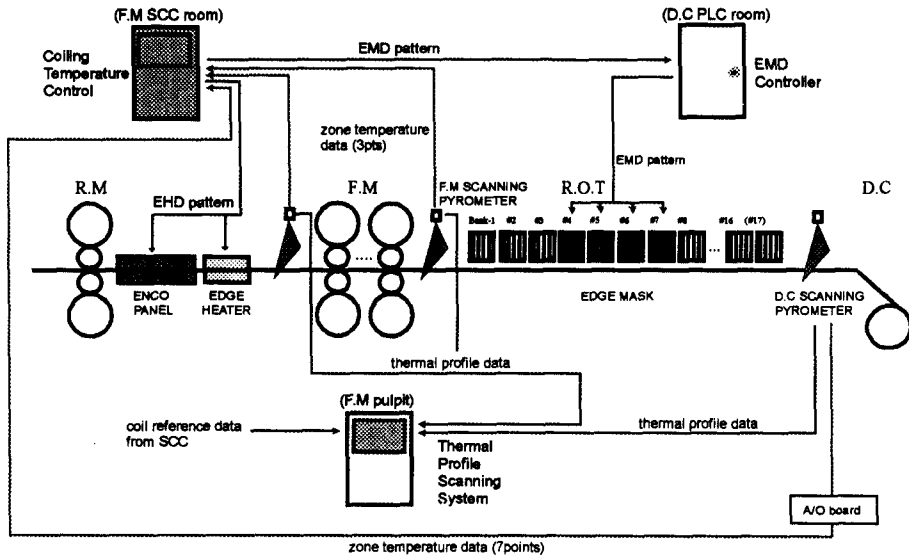 (F.M SCC room)
(D.C PLC room)
Coiling
Temperature
Control
EMD pattern
EMD
Controller
zone temperature
data (3pts)
EMD pattern
R.M
EHD pattern
F.M
F.M SCANNING
PYROMETER
R.O.T
D.C
Bank-1 #2 #3 #4 #5 #6 #7 #8 #16 (#17)
....
...
ENCO
PANEL
EDGE
HEATER
EDGE MASK
D.C SCANNING
PYROMETER
thermal profile data
(F.M pulpit)
coil reference data
from SCC
thermal profile data
Thermal
Profile
Scanning
System
A/O board
zone temperature data (7points)